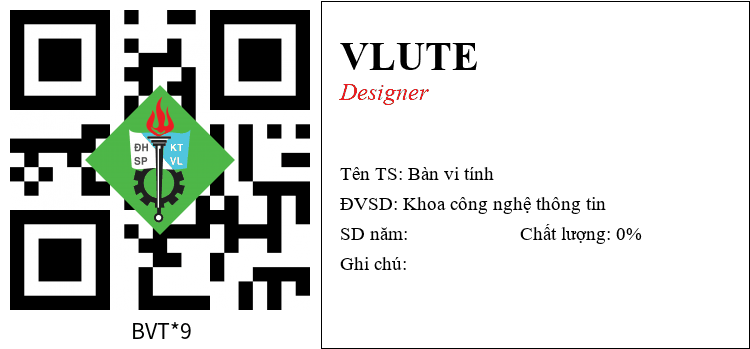 ĐH KT
SP VL
BVT*9
VLUTE
Designer
Tên TS: Bàn vi tính
ĐVSD: Khoa công nghệ thông tin
SD năm: Chất lượng: 0%
Ghi chú: